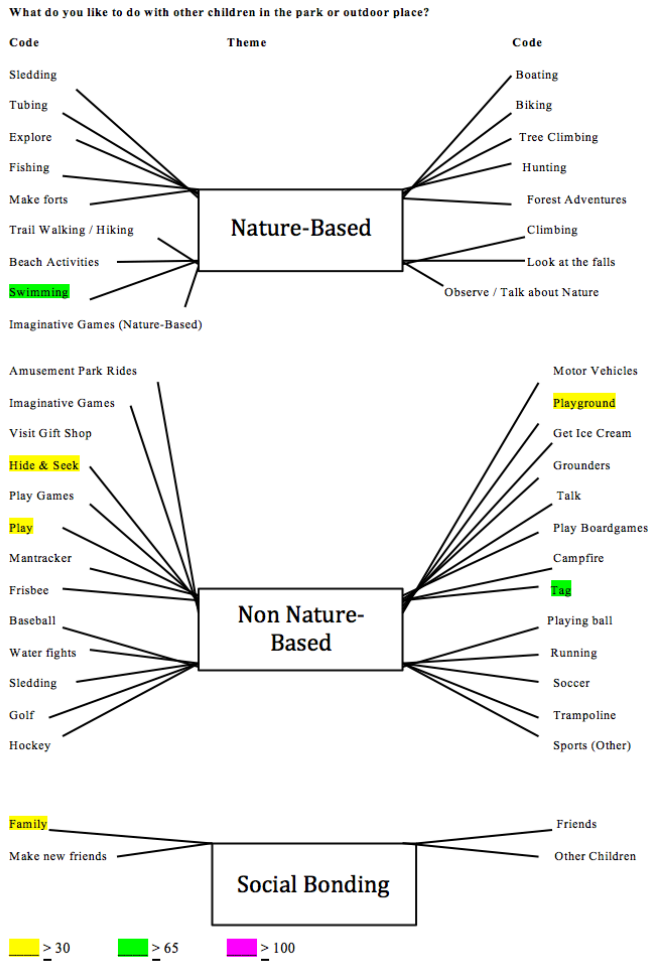 What do you like to do with other children in the park or outdoor place?
Code Theme Code
Sledding Boating
Tubing Biking
Explore Tree Climbing
Fishing Hunting
Make forts Forest Adventures
Nature-Based
Trail Walking / Hiking Climbing
Beach Activities Look at the falls
Swimming Observe / Talk about Nature
Imaginative Games (Nature-Based)
Amusement Park Rides Motor Vehicles
Imaginative Games Playground
Visit Gift Shop Get Ice Cream
Hide & Seek Grounders
Play Games Talk
Play Play Boardgames
Mantracker Campfire
Frisbee Tag
Non Nature-
Based
Baseball Playing ball
Water fights Running
Sledding Soccer
Golf Trampoline
Hockey Sports (Other)
Family Friends
Make new friends Other Children
Social Bonding
≥ 30 ≥ 65 ≥ 100